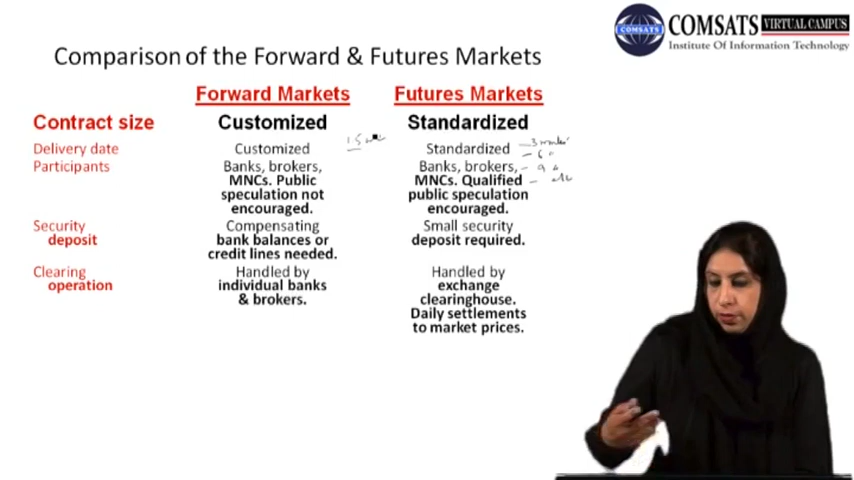 COMSATS
COMSATS VIRTUAL CAMPUS
Institute Of Information Technology
Comparison of the Forward & Futures Markets
Forward Markets Futures Markets
Contract size Customized Standardized
Delivery date Customized Standardized 3 months
Participants Banks, brokers, Banks, brokers,
MNCs. Public MNCs. Qualified
speculation not public speculation
encouraged. encouraged.
Security Compensating Small security
deposit bank balances or deposit required.
credit lines needed.
Clearing Handled by Handled by
operation individual banks exchange
& brokers. clearinghouse.
Daily settlements
to market prices.